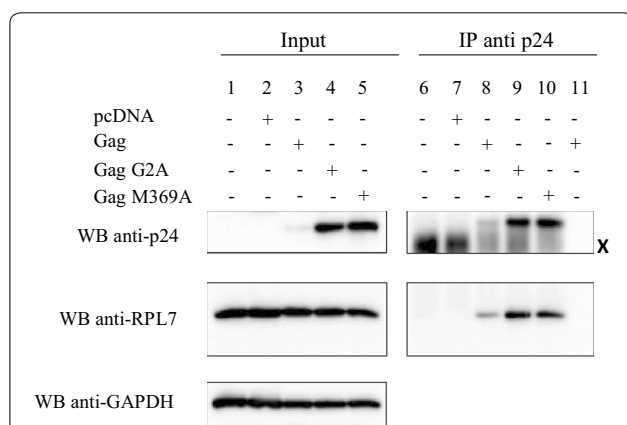 Input IP anti p24
1 2 3 4 5 6 7 8 9 10 11
pcDNA - + - - - - + - - - -
Gag - - + - - - - + - - +
Gag G2A - - - + - - - - + - -
Gag M369A - - - - + - - - - + -
WB anti-p24 X
WB anti-RPL7
WB anti-GAPDH